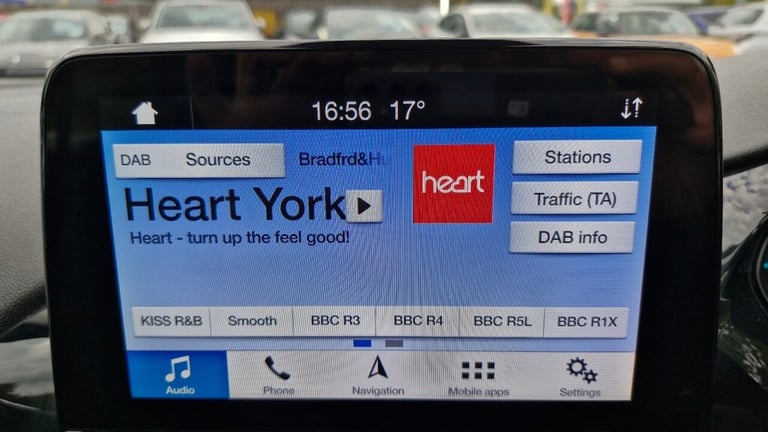 16:56 17°
DAB Sources Bradfrd&Hu
heart
Stations
Heart York
Traffic (TA)
Heart - turn up the feel good!
DAB info
KISS R&B Smooth BBC R3 BBC R4 BBC R5L BBC R1X
Audio Phone Navigation Mobile apps Settings